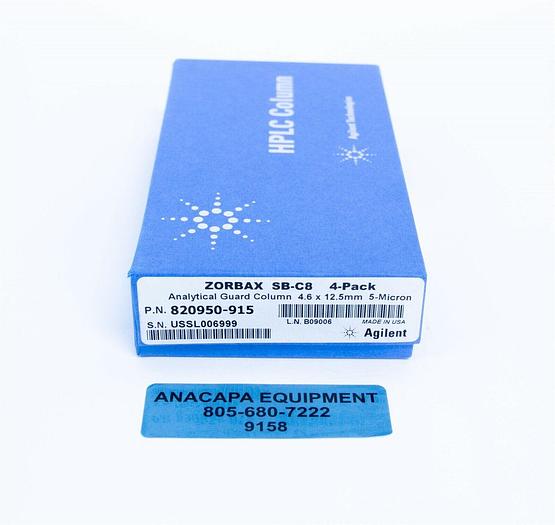 HPLC Column
Agilent Technologies
ZORBAX SB-C8 4-Pack
Analytical Guard Column 4.6 x 12.5mm 5-Micron
P.N. 820950-915
L.N. B09006 MADE IN USA
S.N. USSL006999
Agilent
ANACAPA EQUIPMENT
805-680-7222
9158